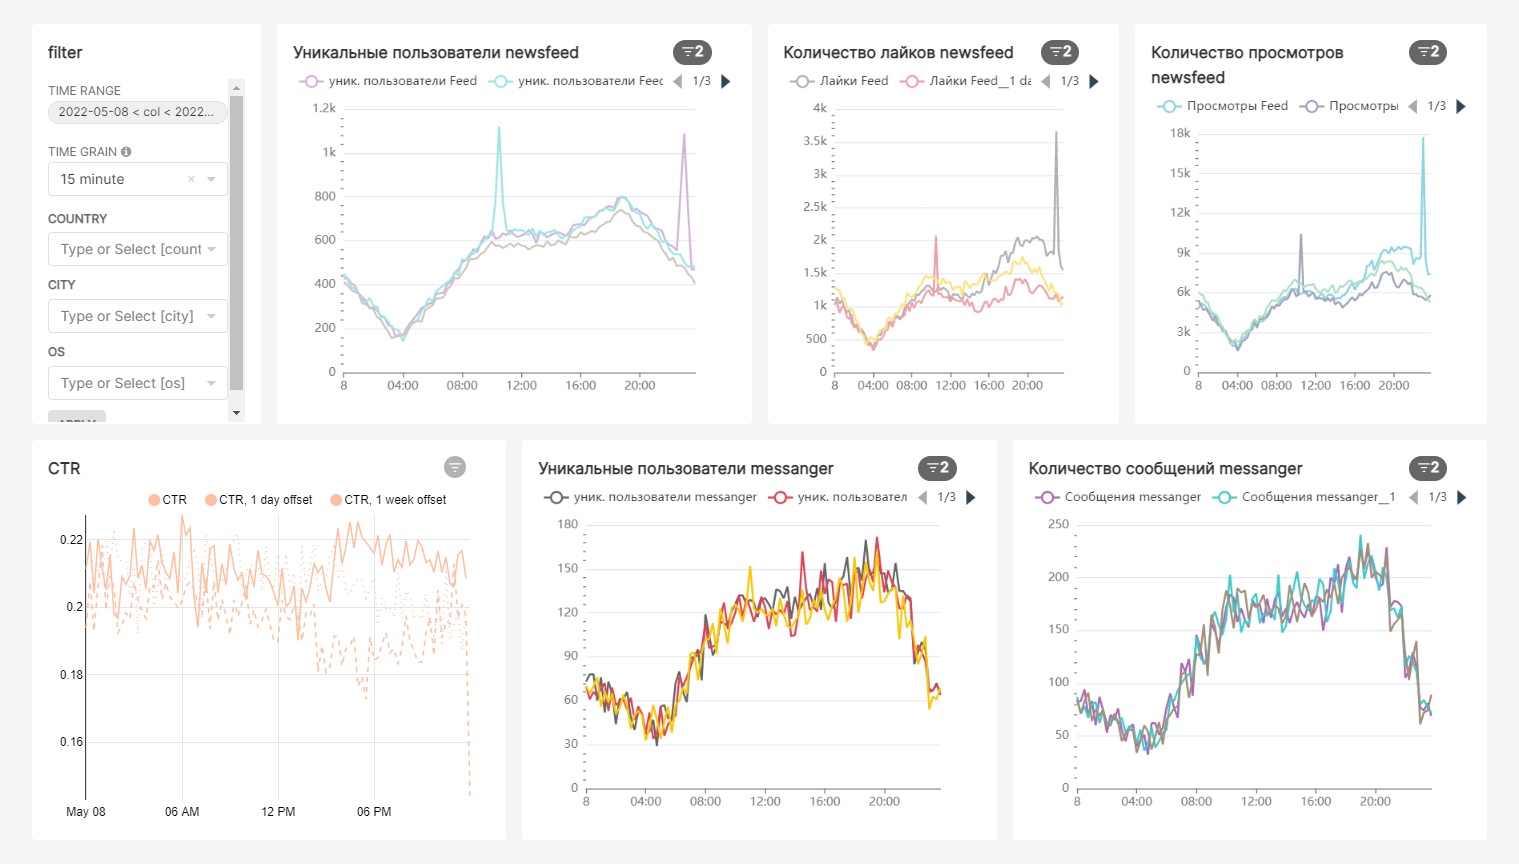 filter
TIME RANGE
2022-05-08 < col < 2022...
TIME GRAIN
15 minute
COUNTRY
Type or Select [count
CITY
Type or Select [city]
OS
Type or Select [os]
APPLY
Уникальные пользователи newsfeed
2
уник. пользователи Feed
уник. пользователи Feed
1/3
1.2k
1k
800
600
400
200
0
8 04:00 08:00 12:00 16:00 20:00
Количество лайков newsfeed
2
Лайки Feed
Лайки Feed__1 da
1/3
4k
3.5k
3k
2.5k
2k
1.5k
1k
500
0
8 04:00 08:00 12:00 16:00 20:00
Количество просмотров
newsfeed
2
Просмотры Feed
Просмотры
1/3
18k
15k
12k
9k
6k
3k
0
8 04:00 08:00 12:00 16:00 20:00
CTR
CTR
CTR, 1 day offset
CTR, 1 week offset
0.22
0.2
0.18
0.16
May 08 06 AM 12 PM 06 PM
Уникальные пользователи messanger
2
уник. пользователи messanger
уник. пользовател
1/3
180
150
120
90
60
30
0
8 04:00 08:00 12:00 16:00 20:00
Количество сообщений messanger
2
Сообщения messanger
Сообщения messanger__1
1/3
250
200
150
100
50
0
8 04:00 08:00 12:00 16:00 20:00